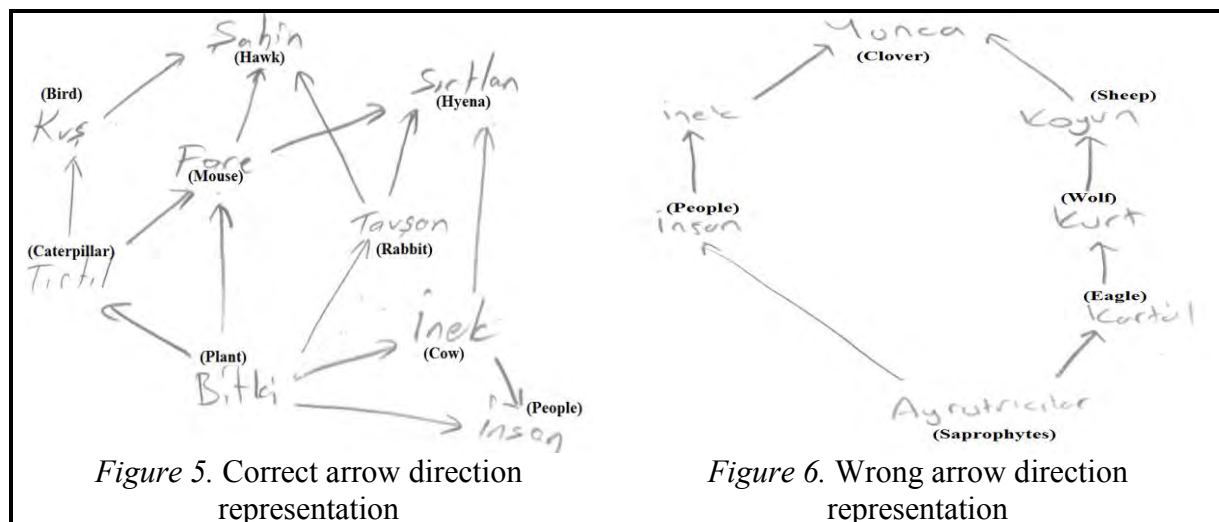 Şahin
(Hawk)
Sırtlan
(Hyena)
(Bird)
Kuş
Fare
(Mouse)
Tavşan
(Rabbit)
(Caterpillar)
Tırtıl
İnek
(Cow)
(Plant)
Bitki
(People)
insan
Figure 5. Correct arrow direction
representation
Yonca
(Clover)
inek
(Sheep)
Koyun
(People)
insan
(Wolf)
Kurt
(Eagle)
Kartal
Ayrıştırıcılar
(Saprophytes)
Figure 6. Wrong arrow direction
representation